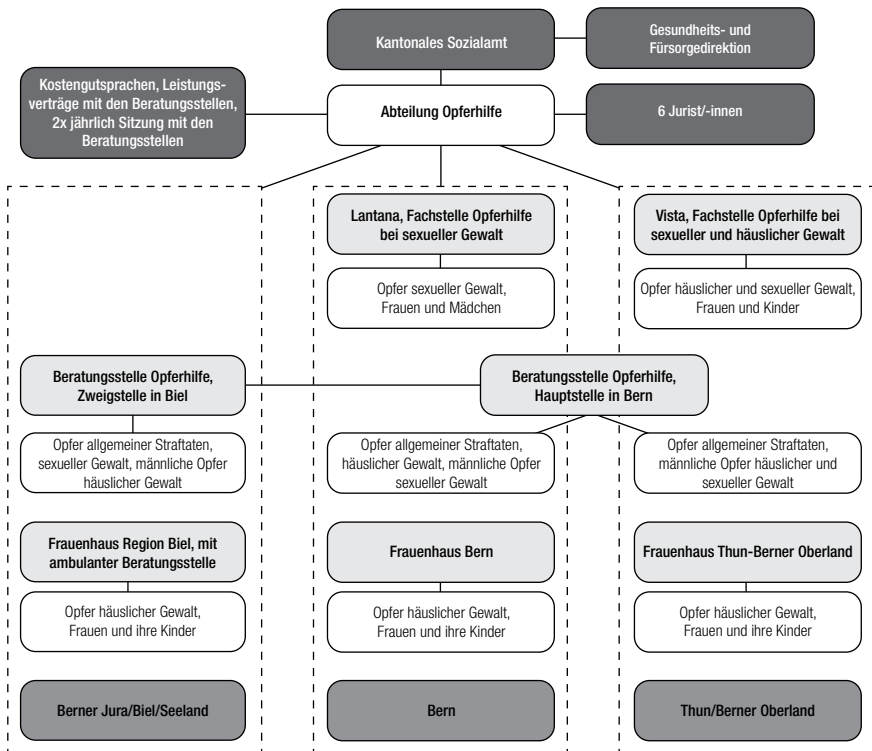 Kantonales Sozialamt
Gesundheits- und
Fürsorgedirektion
Kostengutsprachen, Leistungs-
verträge mit den Beratungsstellen,
2x jährlich Sitzung mit den
Beratungsstellen
Abteilung Opferhilfe
6 Jurist/-innen
Lantana, Fachstelle Opferhilfe
bei sexueller Gewalt
Vista, Fachstelle Opferhilfe bei
sexueller und häuslicher Gewalt
Opfer sexueller Gewalt,
Frauen und Mädchen
Opfer häuslicher und sexueller Gewalt,
Frauen und Kinder
Beratungsstelle Opferhilfe,
Zweigstelle in Biel
Beratungsstelle Opferhilfe,
Hauptstelle in Bern
Opfer allgemeiner Straftaten,
sexueller Gewalt, männliche Opfer
häuslicher Gewalt
Opfer allgemeiner Straftaten,
häuslicher Gewalt, männliche Opfer
sexueller Gewalt
Opfer allgemeiner Straftaten,
männliche Opfer häuslicher und
sexueller Gewalt
Frauenhaus Region Biel, mit
ambulanter Beratungsstelle
Frauenhaus Bern
Frauenhaus Thun-Berner Oberland
Opfer häuslicher Gewalt,
Frauen und ihre Kinder
Opfer häuslicher Gewalt,
Frauen und ihre Kinder
Opfer häuslicher Gewalt,
Frauen und ihre Kinder
Berner Jura/Biel/Seeland
Bern
Thun/Berner Oberland